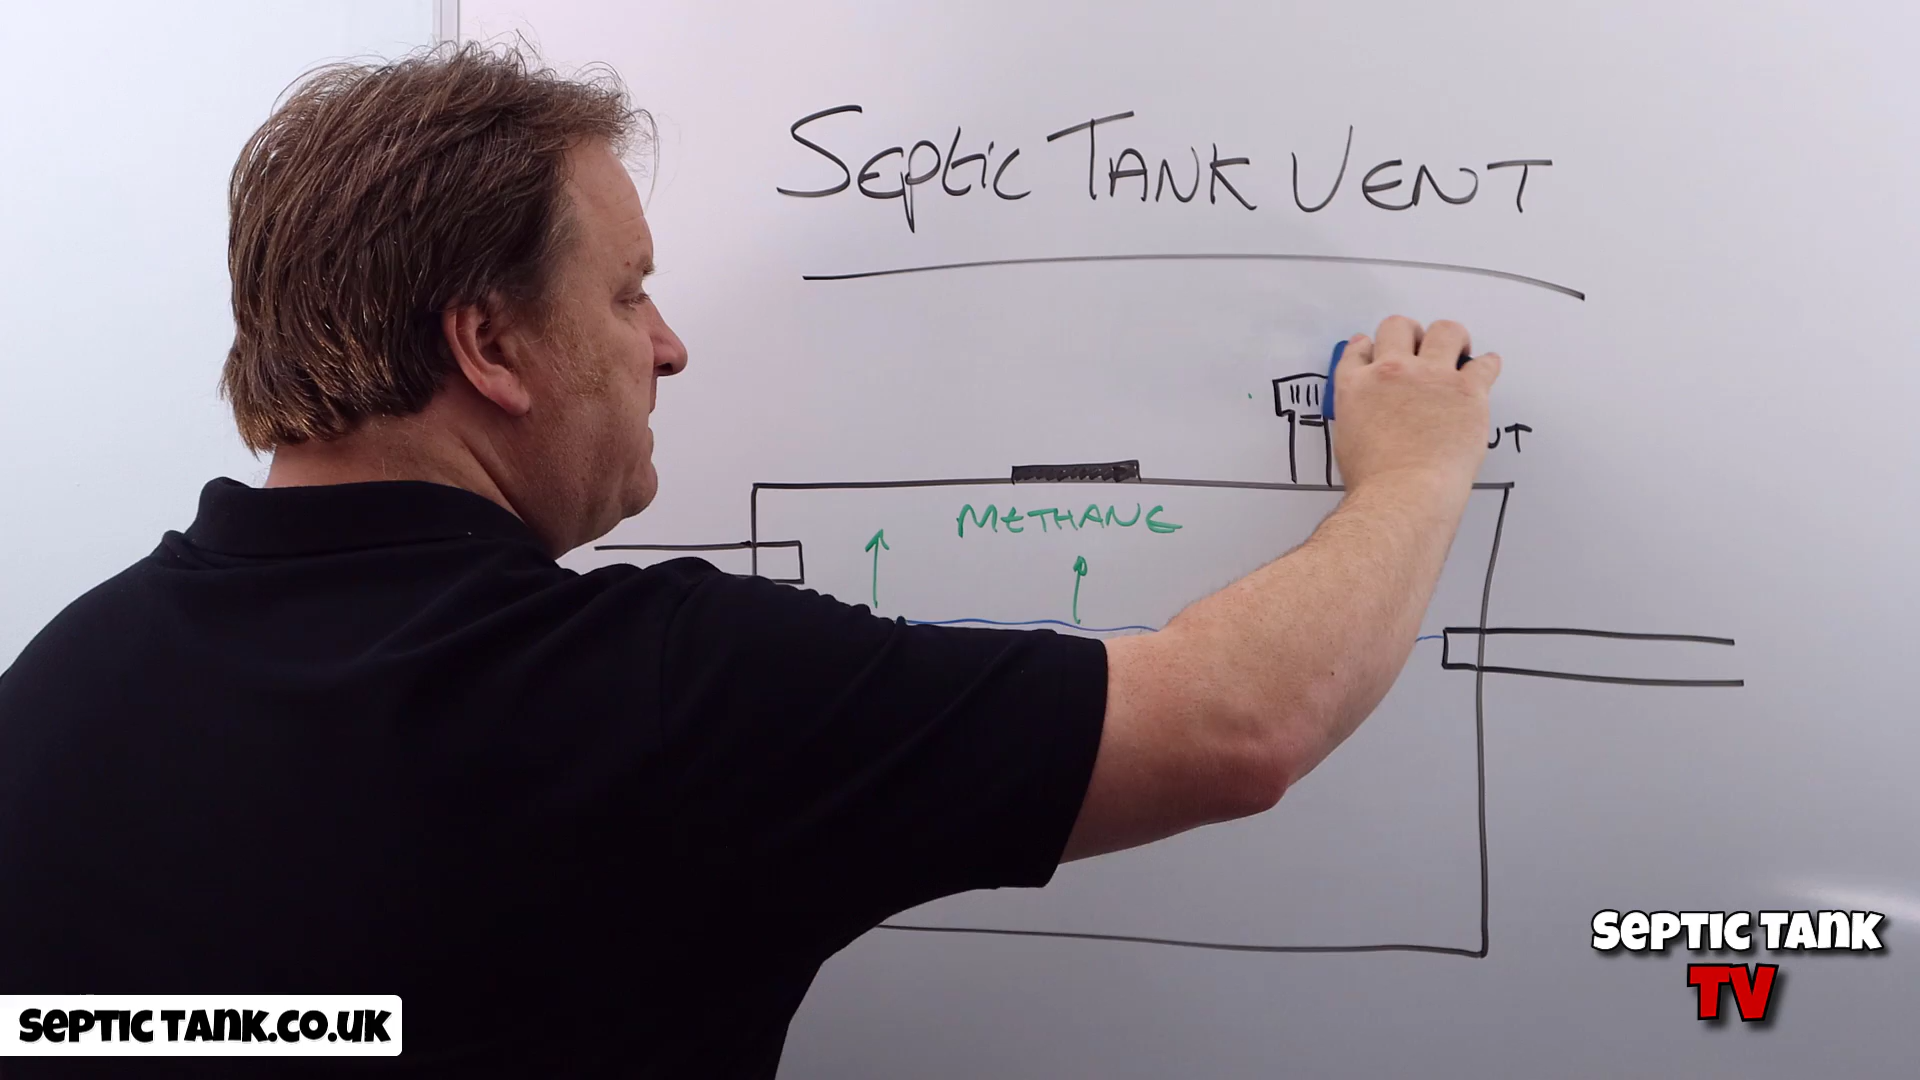 SEPtic TANK VENT
METHANE
SEPTIC TANK
TV
SEPTIC TANK.CO.UK